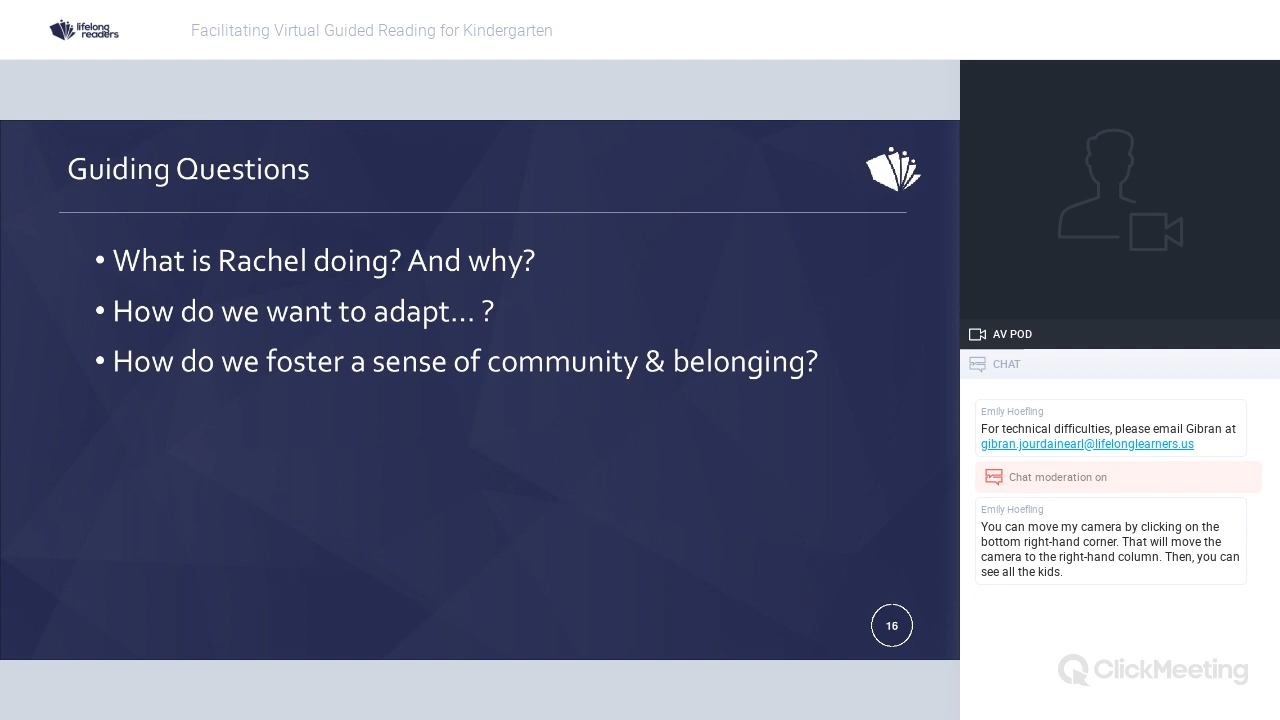 lifelong
readers
Facilitating Virtual Guided Reading for Kindergarten
Guiding Questions
• What is Rachel doing? And why?
• How do we want to adapt... ?
• How do we foster a sense of community & belonging?
16
AV POD
CHAT
Emily Hoefling
For technical difficulties, please email Gibran at
gibran.jourdainearl@lifelonglearners.us
Chat moderation on
Emily Hoefling
You can move my camera by clicking on the
bottom right-hand corner. That will move the
camera to the right-hand column. Then, you can
see all the kids.
ClickMeeting